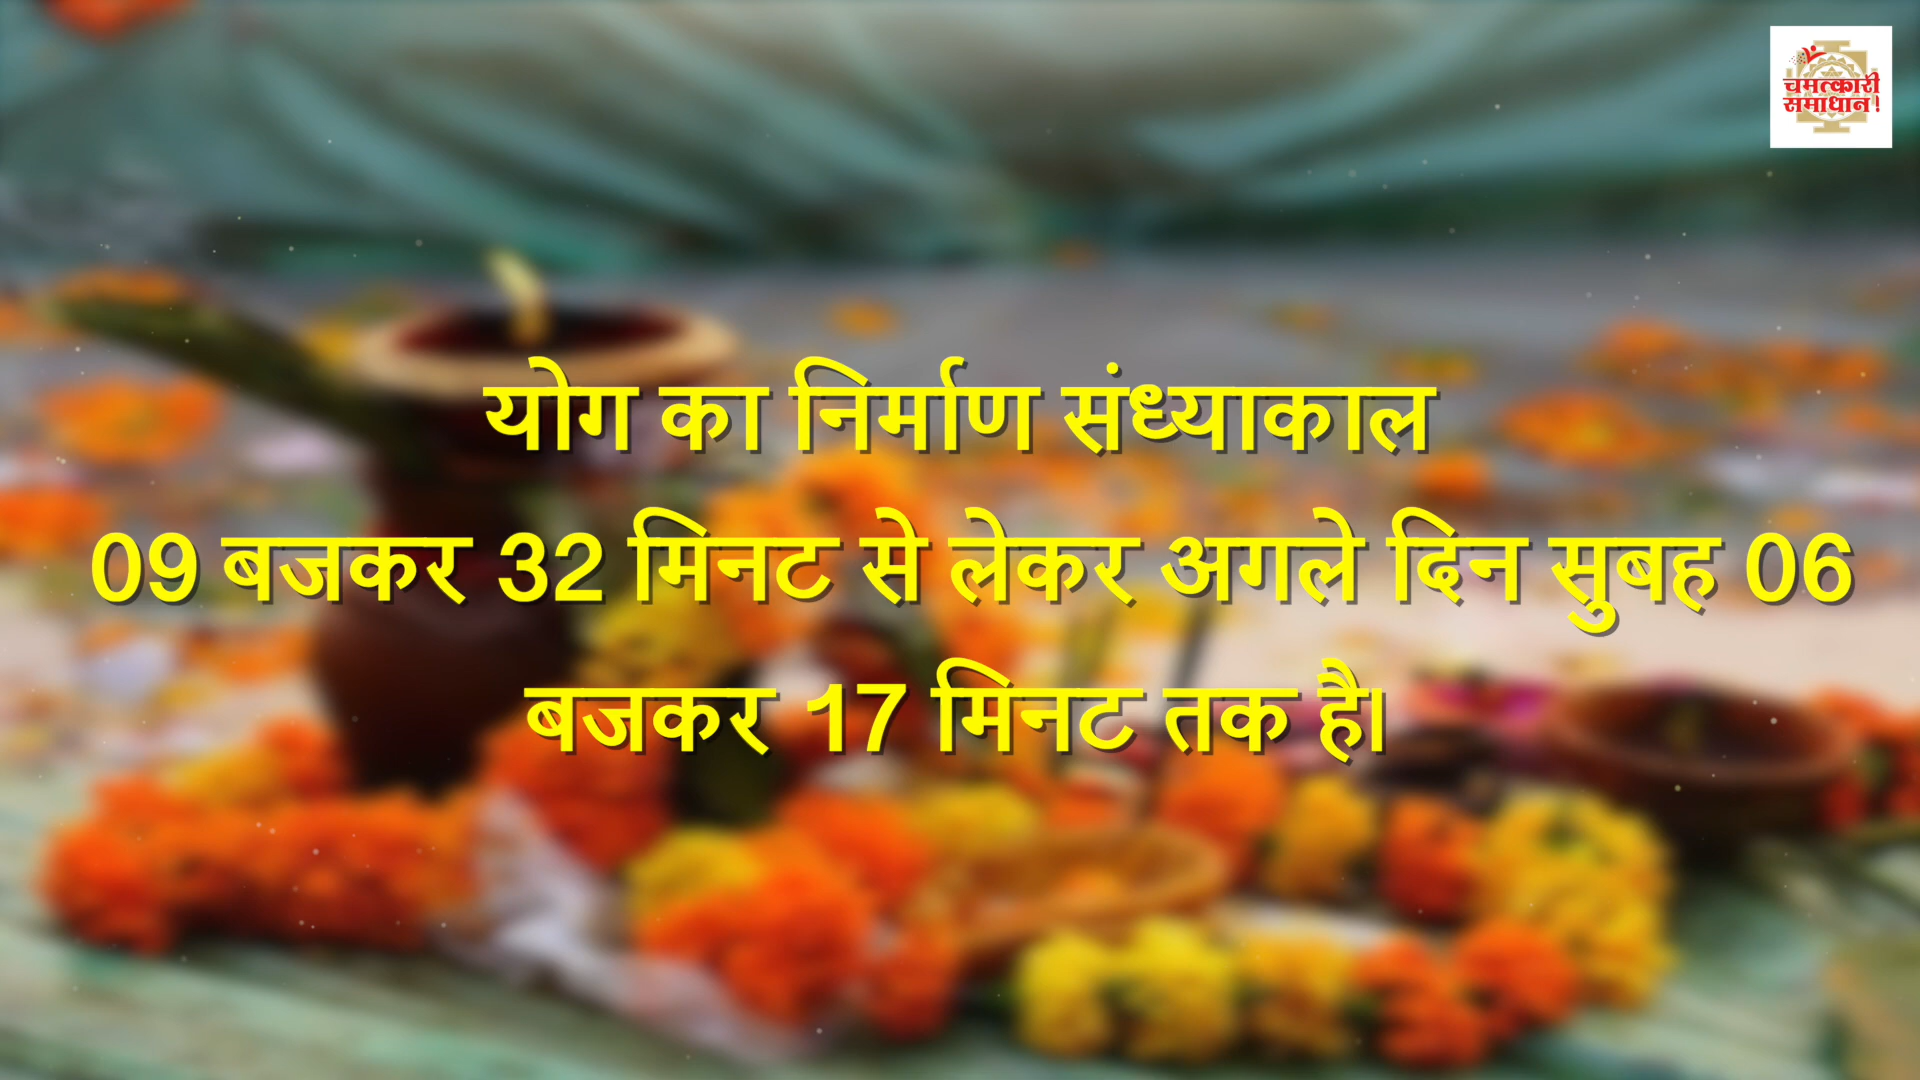 चमत्कारी
समाधान!
योग का निर्माण संध्याकाल
09 बजकर 32 मिनट से लेकर अगले दिन सुबह 06
बजकर 17 मिनट तक है।